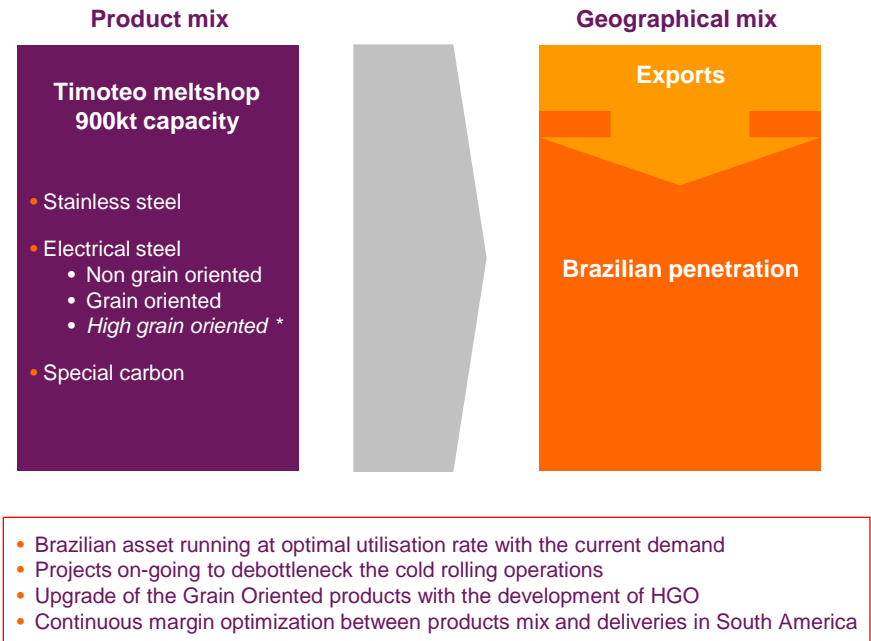 Product mix
Timoteo meltshop
900kt capacity
• Stainless steel
• Electrical steel
• Non grain oriented
• Grain oriented
• High grain oriented *
• Special carbon
Geographical mix
Exports
Brazilian penetration
• Brazilian asset running at optimal utilisation rate with the current demand
• Projects on-going to debottleneck the cold rolling operations
• Upgrade of the Grain Oriented products with the development of HGO
• Continuous margin optimization between products mix and deliveries in South America